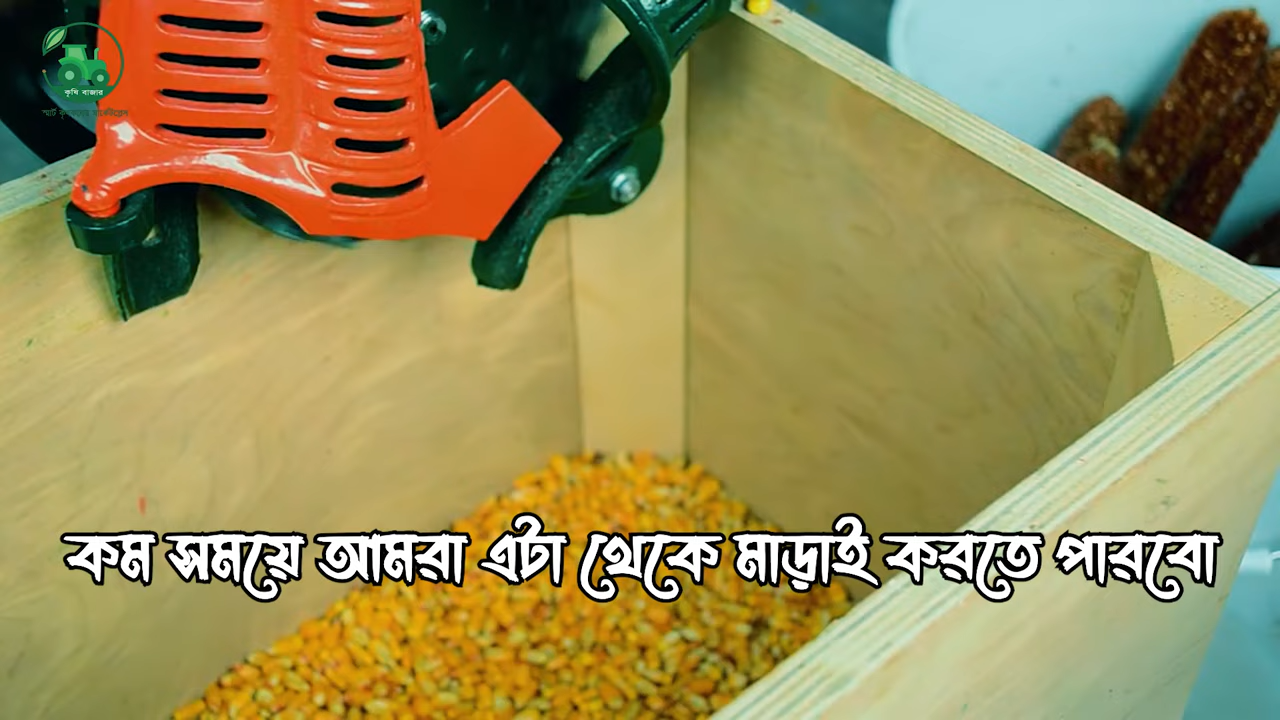 কৃষি বাজার
কম সময়ে আমরা এটা থেকে মাড়াই করতে পারবো